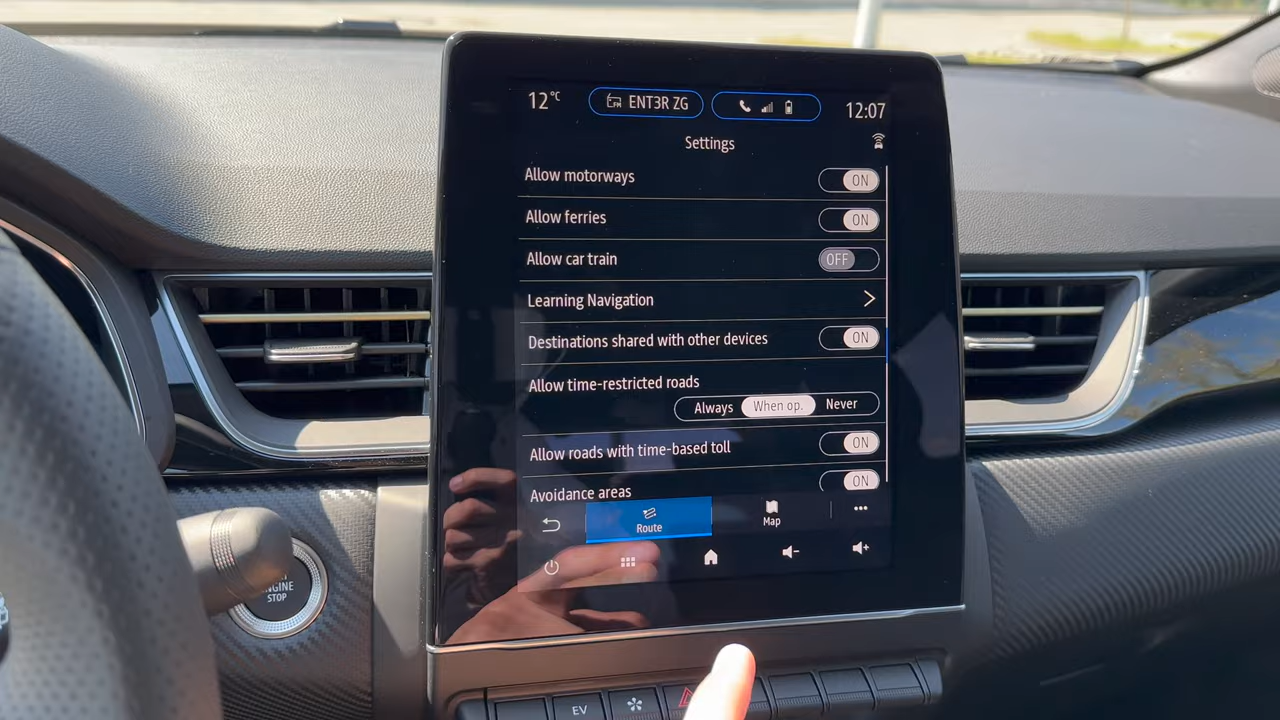 12°C ENT3R ZG 12:07
Settings
Allow motorways ON
Allow ferries ON
Allow car train OFF
Learning Navigation
Destinations shared with other devices ON
Allow time-restricted roads
Always When op. Never
Allow roads with time-based toll ON
Avoidance areas ON
Route Map
ENGINE
STOP
EV